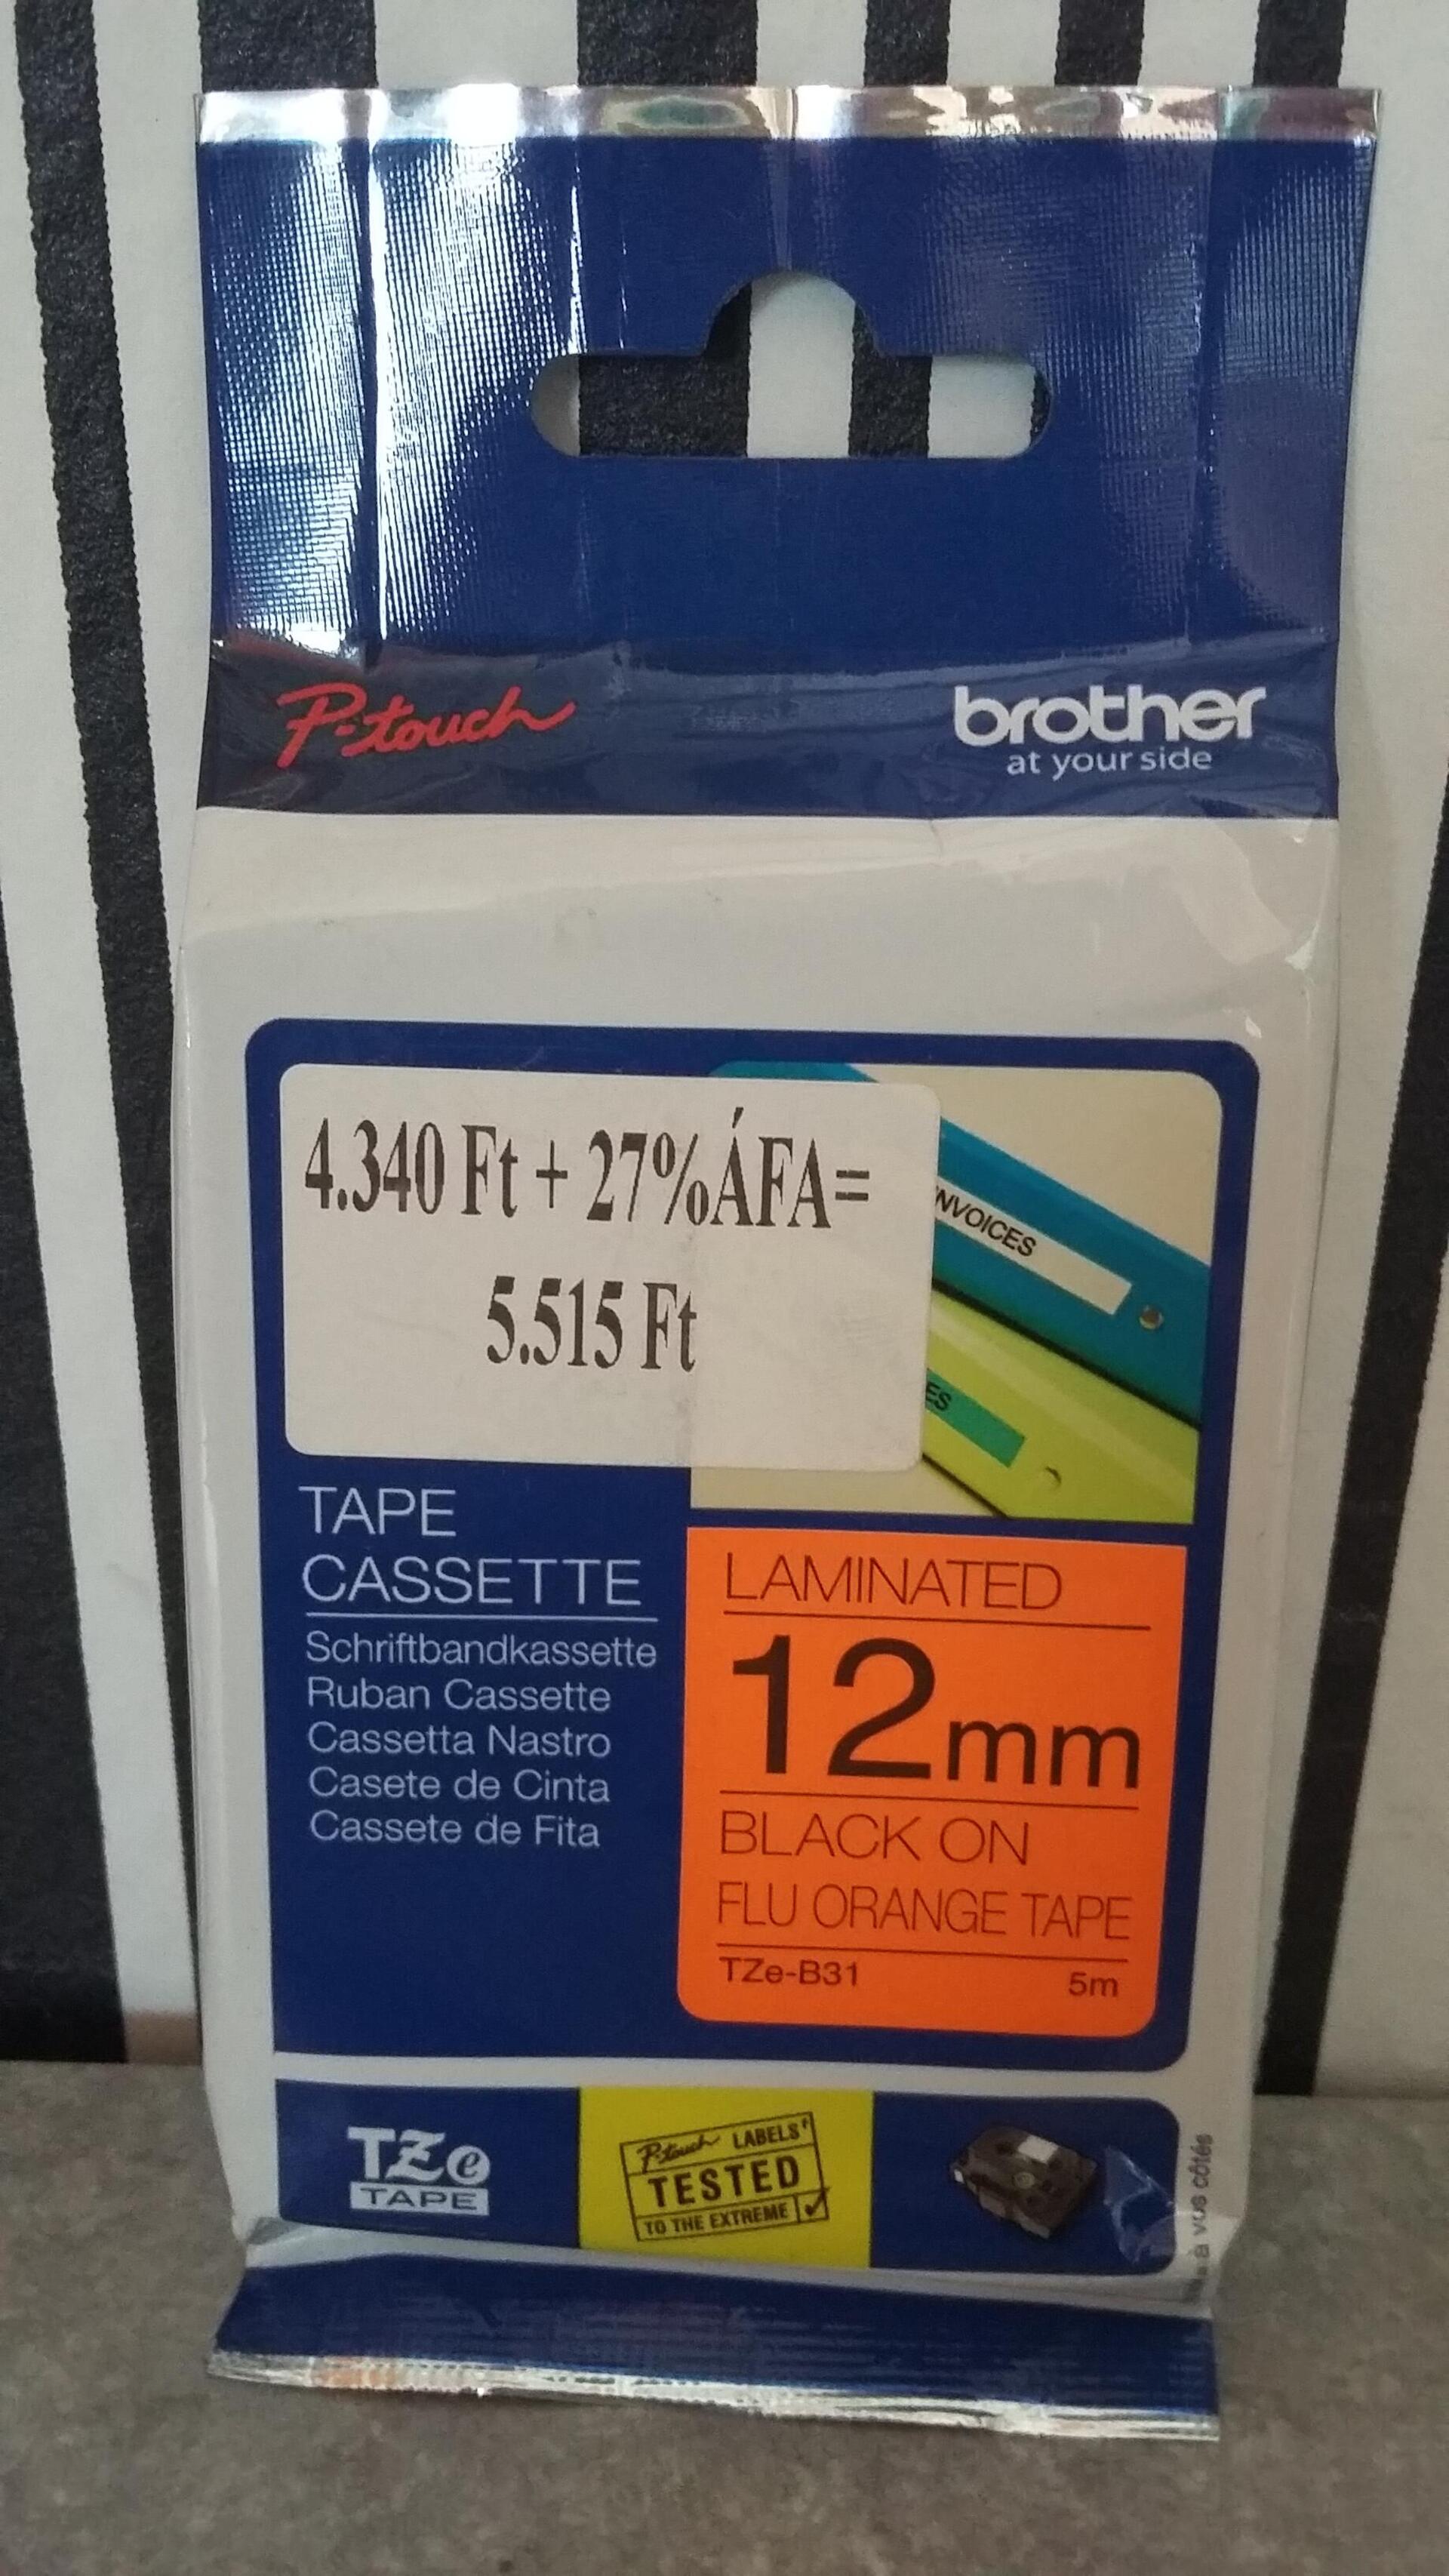 P-touch
brother
at your side
4.340 Ft + 27%ÁFA=
5.515 Ft
INVOICES
TAPE
CASSETTE
Schriftbandkassette
Ruban Cassette
Cassetta Nastro
Casete de Cinta
Cassete de Fita
LAMINATED
12mm
BLACK ON
FLU ORANGE TAPE
TZe-B31 5m
TZe
TAPE
P-touch LABELS†
TESTED
TO THE EXTREME
à vos côtés